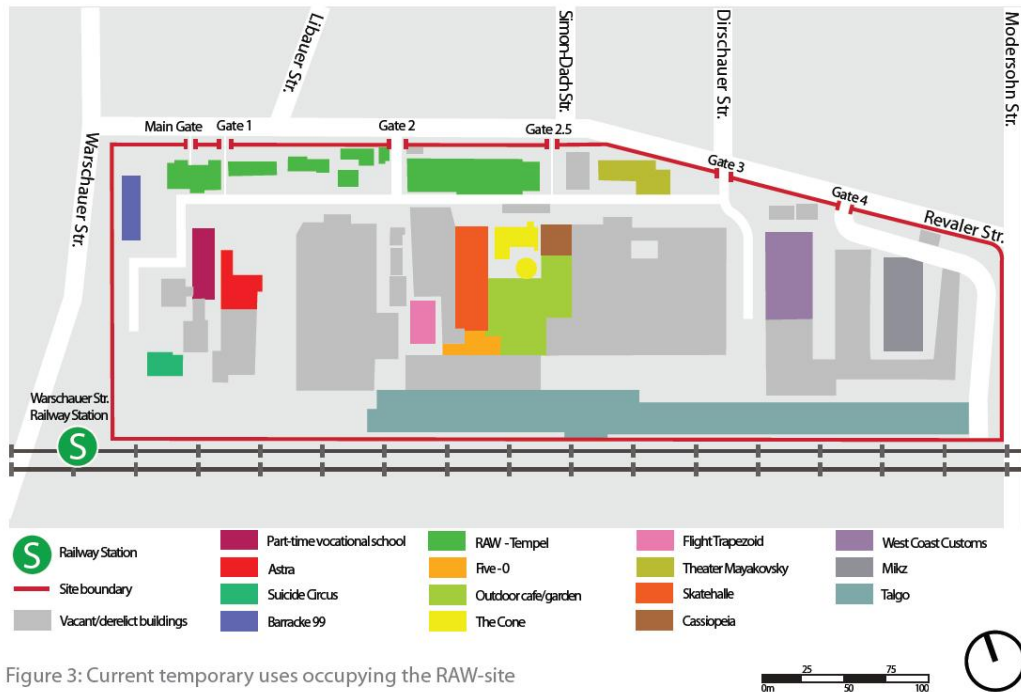 Libauer Str.
Simon-Dach Str.
Dirschauer Str.
Modersohn Str.
Main Gate
Gate 1
Gate 2
Gate 2.5
Gate 3
Gate 4
Warschauer Str.
Revaler Str.
Warschauer Str.
Railway Station
S
S
Railway Station
Site boundary
Vacant/derelict buildings
Part-time vocational school
Astra
Suicide Circus
Barracke 99
RAW - Tempel
Five - 0
Outdoor cafe/garden
The Cone
Flight Trapezoid
Theater Mayakovsky
Skatehalle
Cassiopeia
West Coast Customs
Mikz
Talgo
Figure 3: Current temporary uses occupying the RAW-site
25 75
0m 50 100